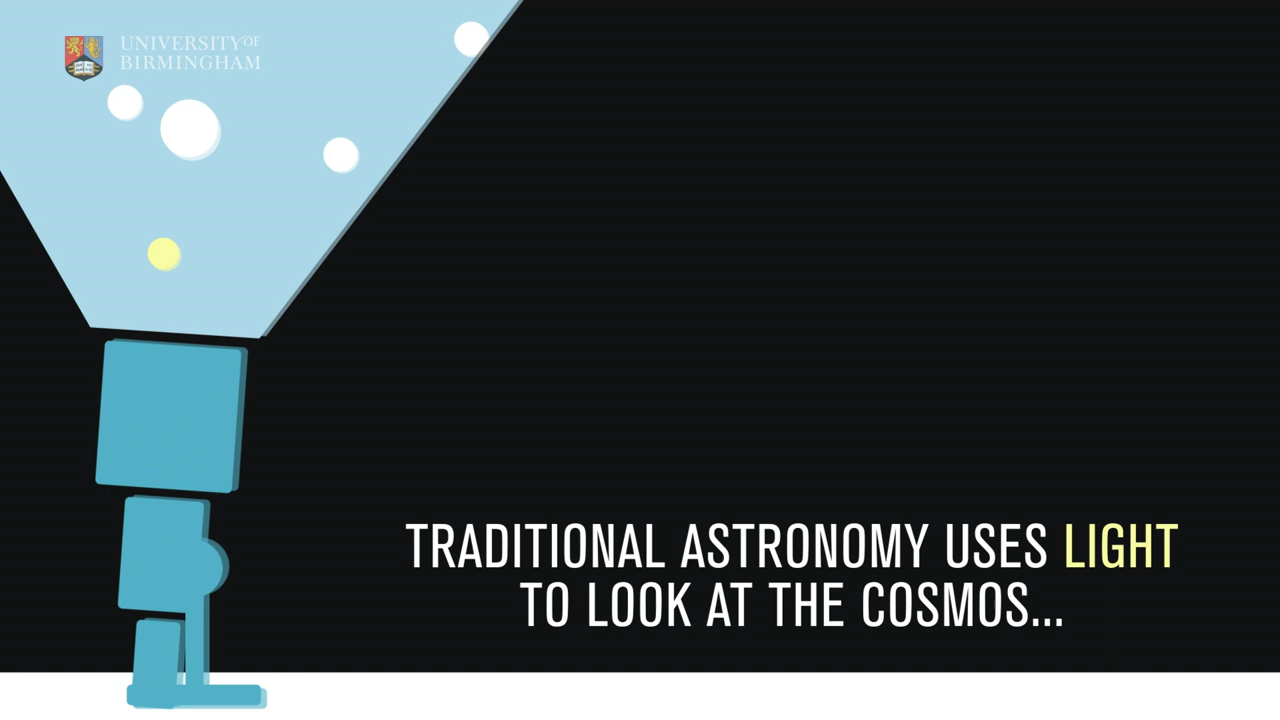 UNIVERSITY OF
BIRMINGHAM
TRADITIONAL ASTRONOMY USES LIGHT
TO LOOK AT THE COSMOS...